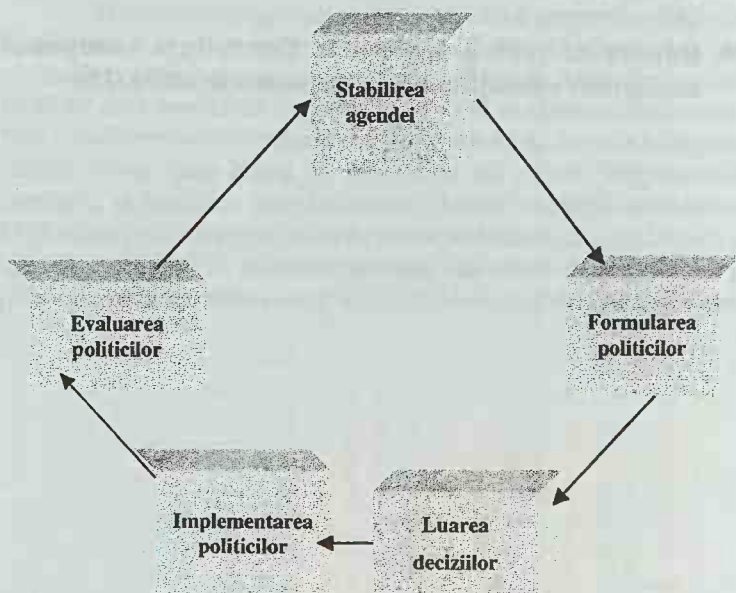 Stabilirea
agendei
Formularea
politicilor
Luarea
deciziilor
Implementarea
politicilor
Evaluarea
politicilor